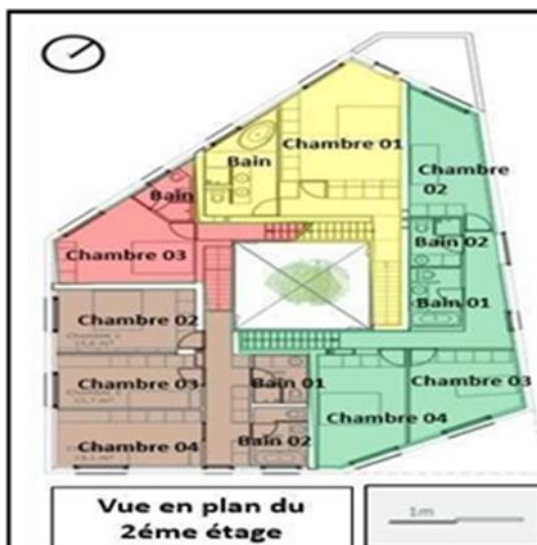 Chambre 01
Bain
Chambre
02
Bain
Bain 02
Chambre 03
Bain 01
Chambre 02
Chambre 03
Bain 01
Chambre 03
Chambre 04
Chambre 04
Bain 02
Vue en plan du
2éme étage
1m